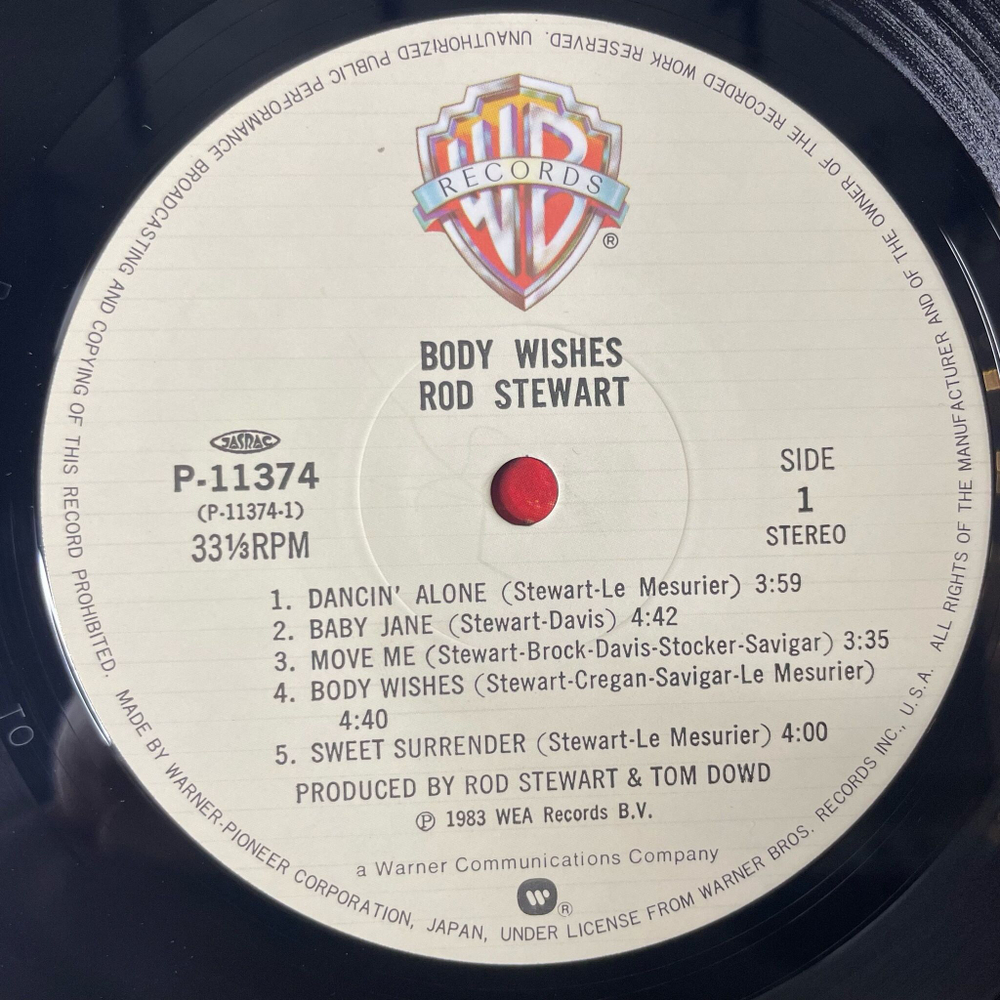 ALL RIGHTS OF THE MANUFACTURER AND OF THE OWNER OF THE RECORDED WORK RESERVED. UNAUTHORIZED PUBLIC PERFORMANCE BROADCASTING AND COPYING OF THIS RECORD PROHIBITED.
WB
RECORDS
®
BODY WISHES
ROD STEWART
JASRAC
P-11374
(P-11374-1)
33⅓RPM
SIDE
1
STEREO
1. DANCIN' ALONE (Stewart-Le Mesurier) 3:59
2. BABY JANE (Stewart-Davis) 4:42
3. MOVE ME (Stewart-Brock-Davis-Stocker-Savigar) 3:35
4. BODY WISHES (Stewart-Cregan-Savigar-Le Mesurier)
4:40
5. SWEET SURRENDER (Stewart-Le Mesurier) 4:00
PRODUCED BY ROD STEWART & TOM DOWD
℗ 1983 WEA Records B.V.
a Warner Communications Company
®
MADE BY WARNER-PIONEER CORPORATION, JAPAN, UNDER LICENSE FROM WARNER BROS. RECORDS INC., U.S.A.
TO